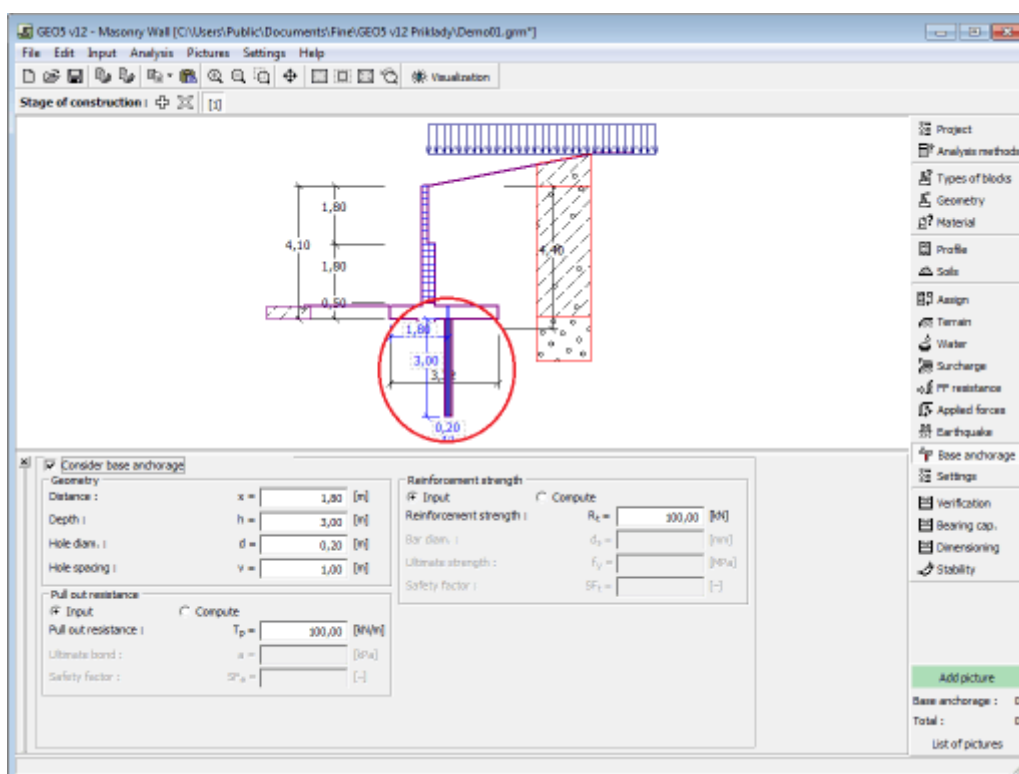 GEO5 v12 - Masonry Wall [C:\Users\Public\Documents\Fine\GEO5 v12 Priklady\Demo01.gmn*]
File Edit Input Analysis Pictures Settings Help
Visualization
Stage of construction : [1]
1,80
4,10
1,80
0,50
4,40
1,80
3,00
0,20
Project
Analysis methods
Types of blocks
Geometry
Material
Profile
Soils
Assign
Terrain
Water
Surcharge
FF resistance
Applied forces
Earthquake
Base anchorage
Settings
Verification
Bearing cap.
Dimensioning
Stability
Consider base anchorage
Geometry
Distance : x = 1,80 [m]
Depth : h = 3,00 [m]
Hole diam. : d = 0,20 [m]
Hole spacing : v = 1,00 [m]
Pull out resistance
Input Compute
Pull out resistance : Tp = 100,00 [kN/m]
Ultimate bond : a = [kPa]
Safety factor : SFe = [-]
Reinforcement strength
Input Compute
Reinforcement strength : Rt = 100,00 [kN]
Bar diam. : ds = [mm]
Ultimate strength : fy = [MPa]
Safety factor : SFt = [-]
Add picture
Base anchorage :
Total :
List of pictures